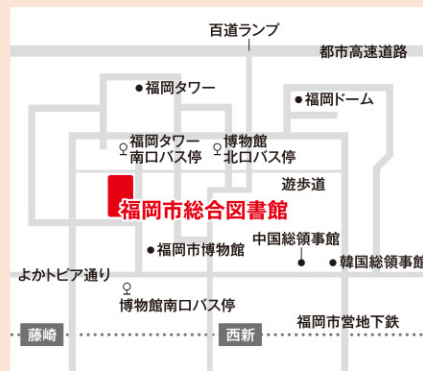 百道ランプ
都市高速道路
福岡タワー
福岡ドーム
福岡タワー
南口バス停
博物館
北口バス停
遊歩道
福岡市総合図書館
中国総領事館
福岡市博物館
韓国総領事館
よかトピア通り
博物館南口バス停
福岡市営地下鉄
藤崎
西新